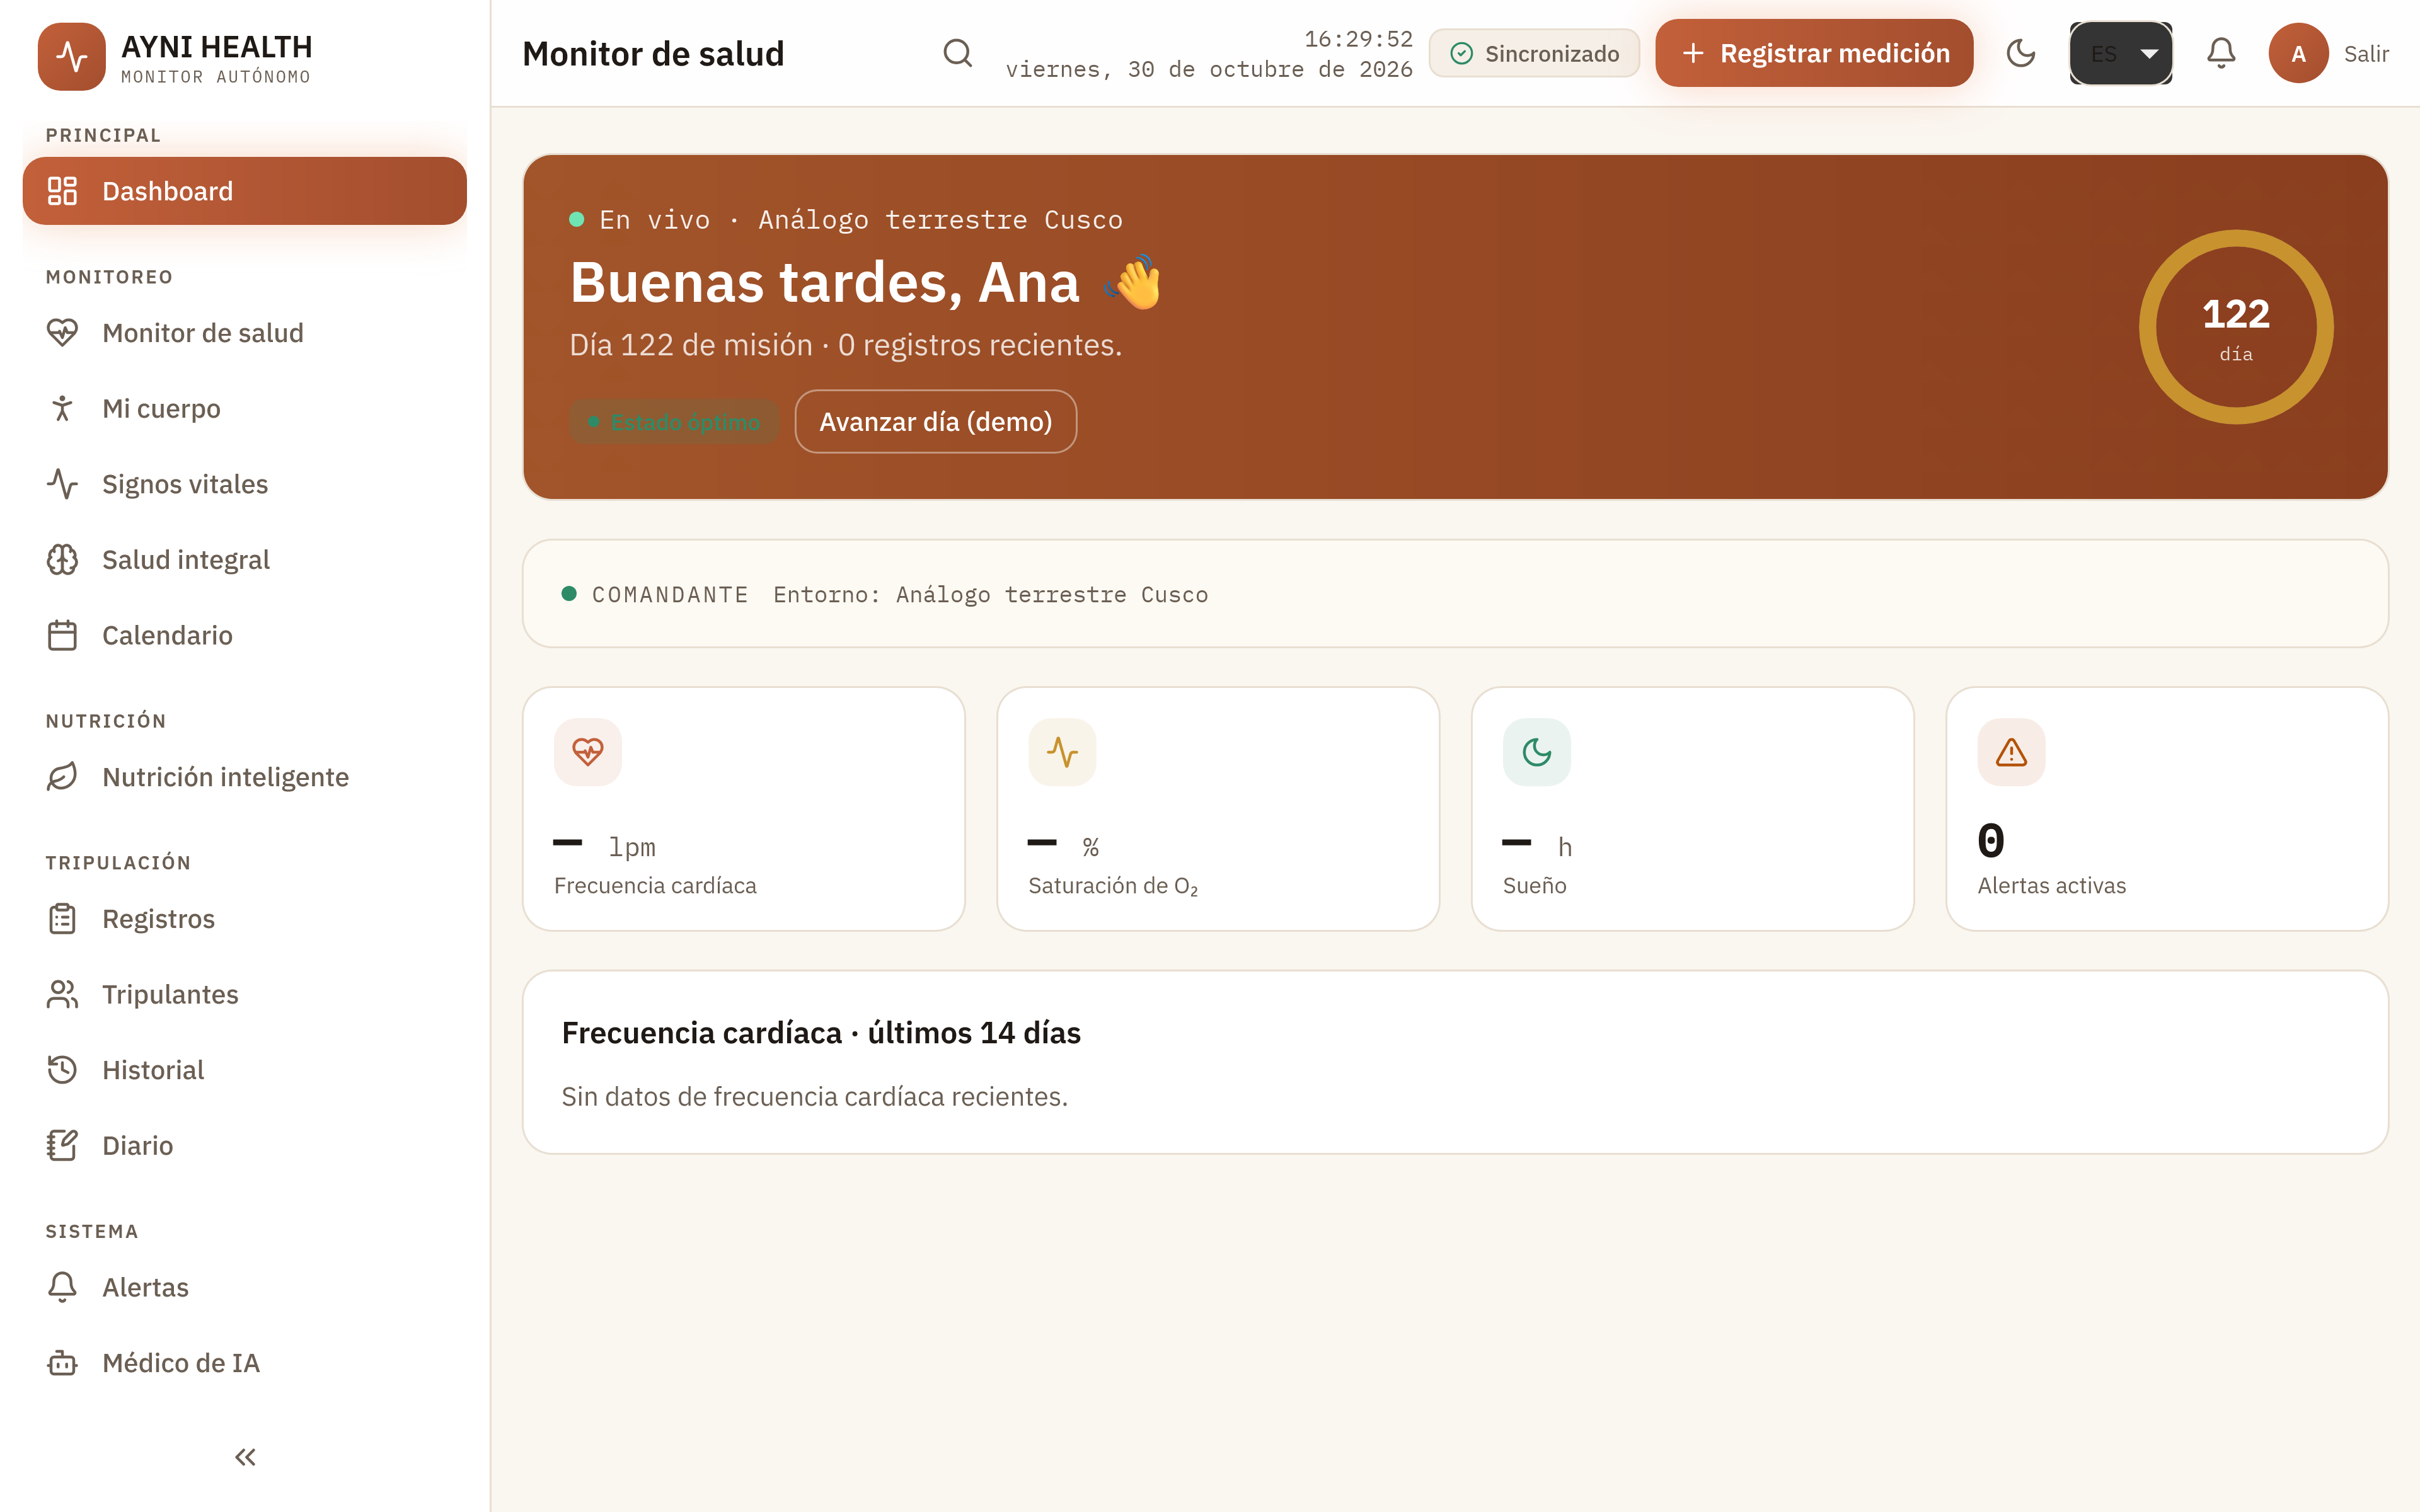 AYNI HEALTH
MONITOR AUTÓNOMO
PRINCIPAL
Dashboard
MONITOREO
Monitor de salud
Mi cuerpo
Signos vitales
Salud integral
Calendario
NUTRICIÓN
Nutrición inteligente
TRIPULACIÓN
Registros
Tripulantes
Historial
Diario
SISTEMA
Alertas
Médico de IA
Monitor de salud
16:29:52
viernes, 30 de octubre de 2026
Sincronizado
Registrar medición
ES
A
Salir
En vivo · Análogo terrestre Cusco
Buenas tardes, Ana 👋
Día 122 de misión · 0 registros recientes.
Estado óptimo
Avanzar día (demo)
122
día
COMANDANTE Entorno: Análogo terrestre Cusco
— lpm
Frecuencia cardíaca
— %
Saturación de O₂
— h
Sueño
0
Alertas activas
Frecuencia cardíaca · últimos 14 días
Sin datos de frecuencia cardíaca recientes.